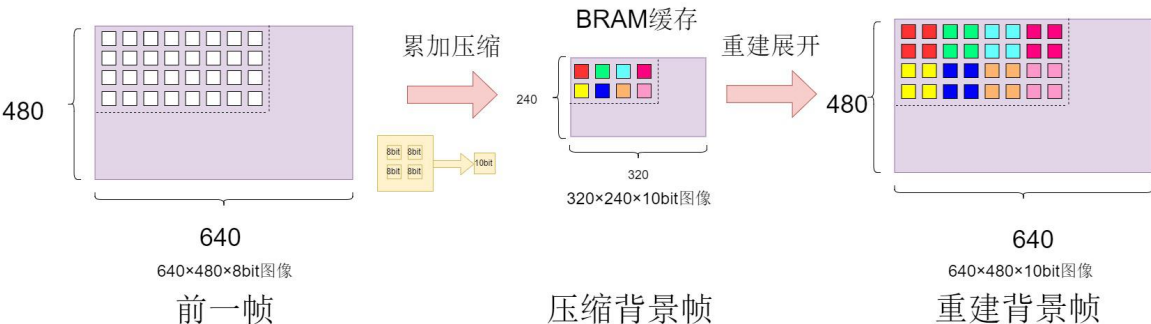 480
640
640×480×8bit图像
前一帧
累加压缩
8bit 8bit
8bit 8bit
10bit
BRAM缓存
240
320
320×240×10bit图像
压缩背景帧
重建展开
480
640
640×480×10bit图像
重建背景帧